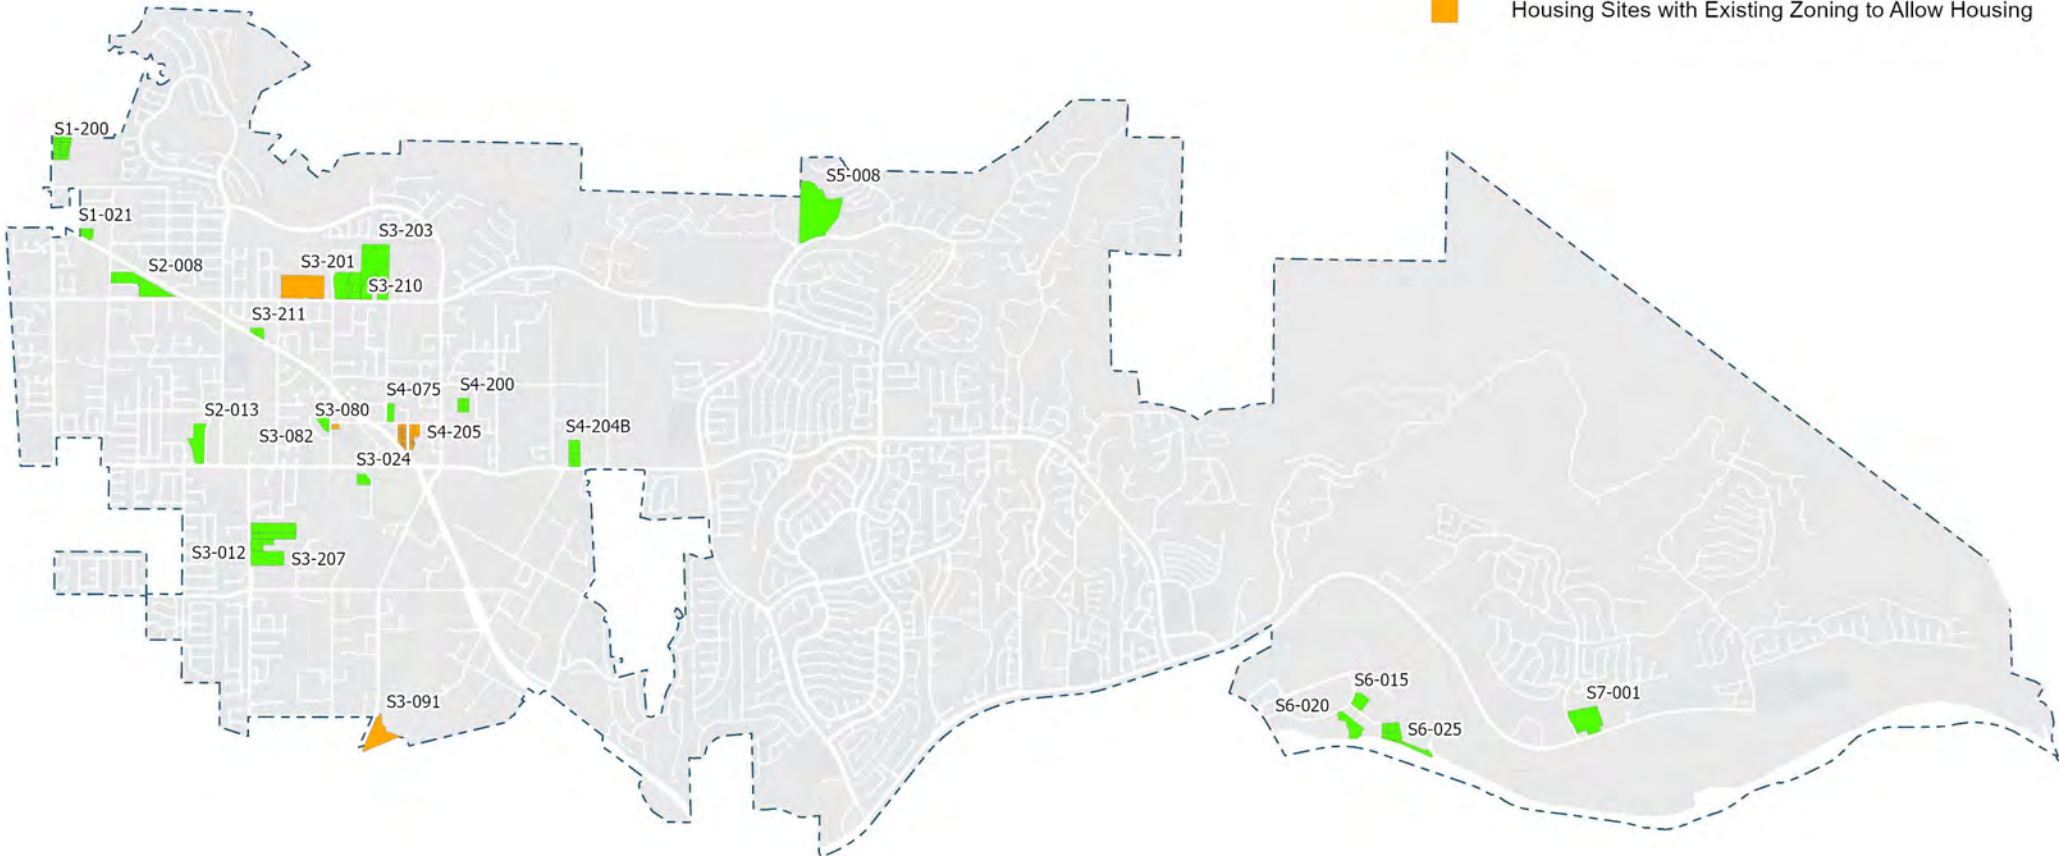 Housing Sites with Existing Zoning to Allow Housing
S1-200
S5-008
S1-021
S3-203
S2-008
S3-201
S3-210
S3-211
S4-075
S4-200
S2-013
S3-080
S3-082
S4-205
S4-204B
S3-024
S3-012
S3-207
S3-091
S6-015
S7-001
S6-020
S6-025